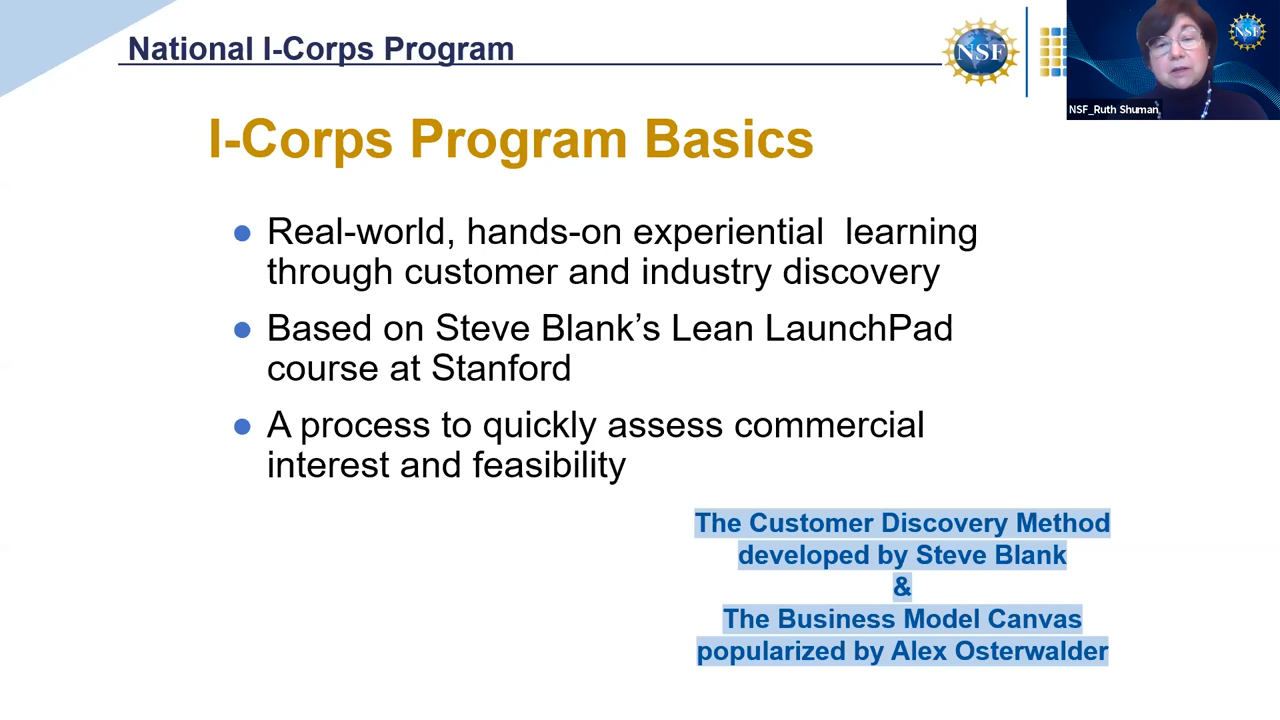 National I-Corps Program
NSF
NSF
NSF_Ruth Shuman
I-Corps Program Basics
● Real-world, hands-on experiential  learning
through customer and industry discovery
● Based on Steve Blank’s Lean LaunchPad
course at Stanford
● A process to quickly assess commercial
interest and feasibility
The Customer Discovery Method
developed by Steve Blank
&
The Business Model Canvas
popularized by Alex Osterwalder